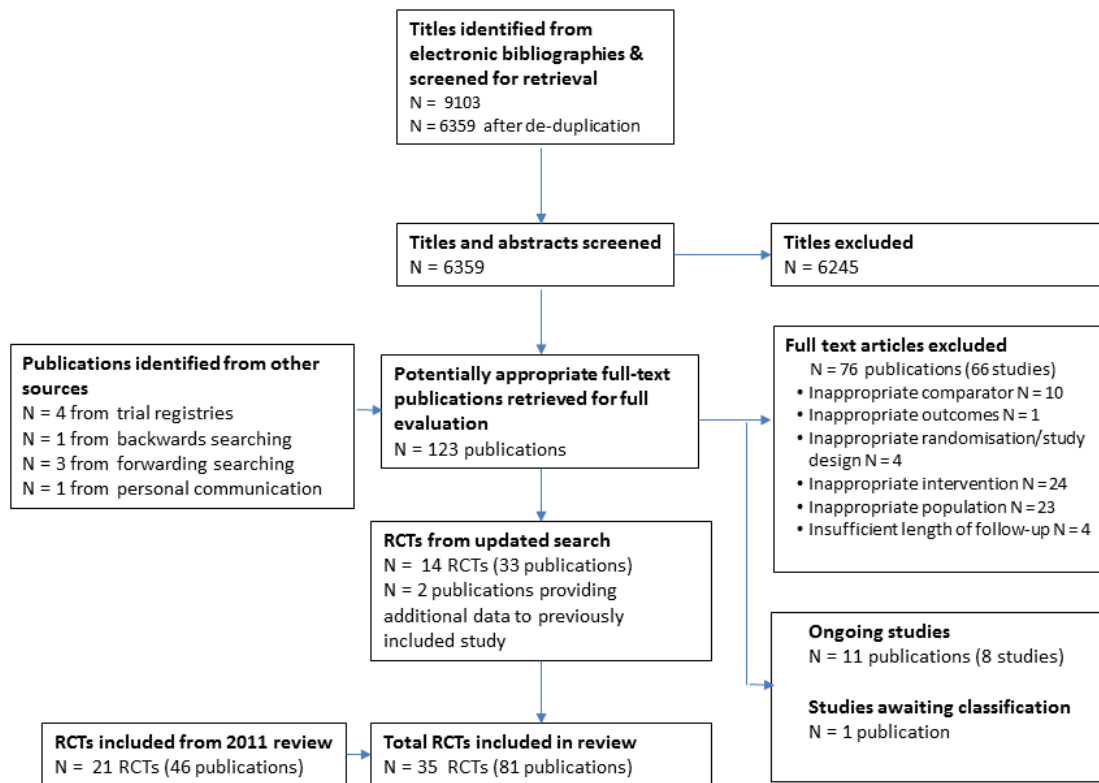 Titles identified from
electronic bibliographies &
screened for retrieval
N = 9103
N = 6359 after de-duplication
Titles and abstracts screened
N = 6359
Titles excluded
N = 6245
Publications identified from other
sources
N = 4 from trial registries
N = 1 from backwards searching
N = 3 from forwarding searching
N = 1 from personal communication
Potentially appropriate full-text
publications retrieved for full
evaluation
N = 123 publications
Full text articles excluded
N = 76 publications (66 studies)
• Inappropriate comparator N = 10
• Inappropriate outcomes N = 1
• Inappropriate randomisation/study
design N = 4
• Inappropriate intervention N = 24
• Inappropriate population N = 23
• Insufficient length of follow-up N = 4
RCTs from updated search
N = 14 RCTs (33 publications)
N = 2 publications providing
additional data to previously
included study
Ongoing studies
N = 11 publications (8 studies)
Studies awaiting classification
N = 1 publication
RCTs included from 2011 review
N = 21 RCTs (46 publications)
Total RCTs included in review
N = 35 RCTs (81 publications)